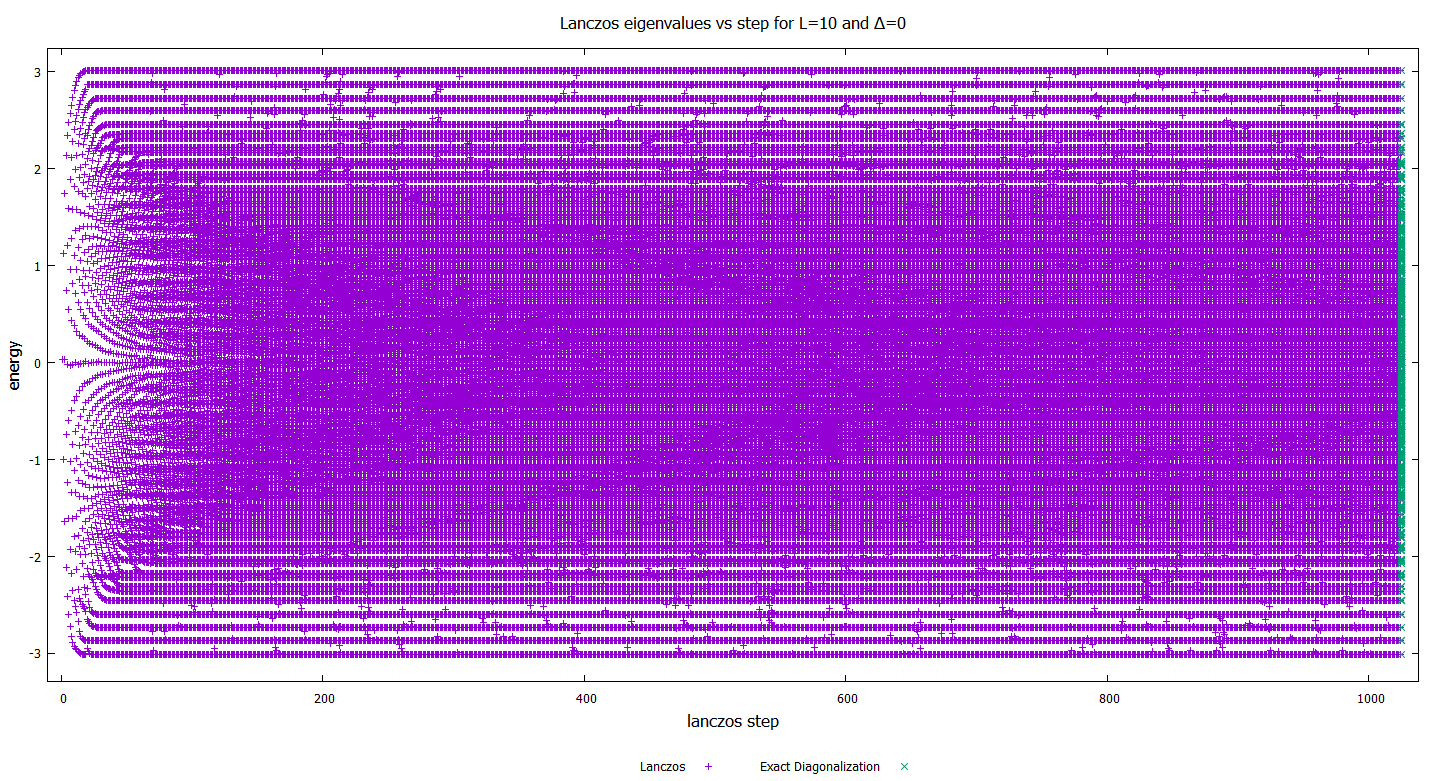 Lanczos eigenvalues vs step for L=10 and Δ=0
3
2
1
0
-1
-2
-3
energy
0 200 400 600 800 1000
lanczos step
Lanczos Exact Diagonalization